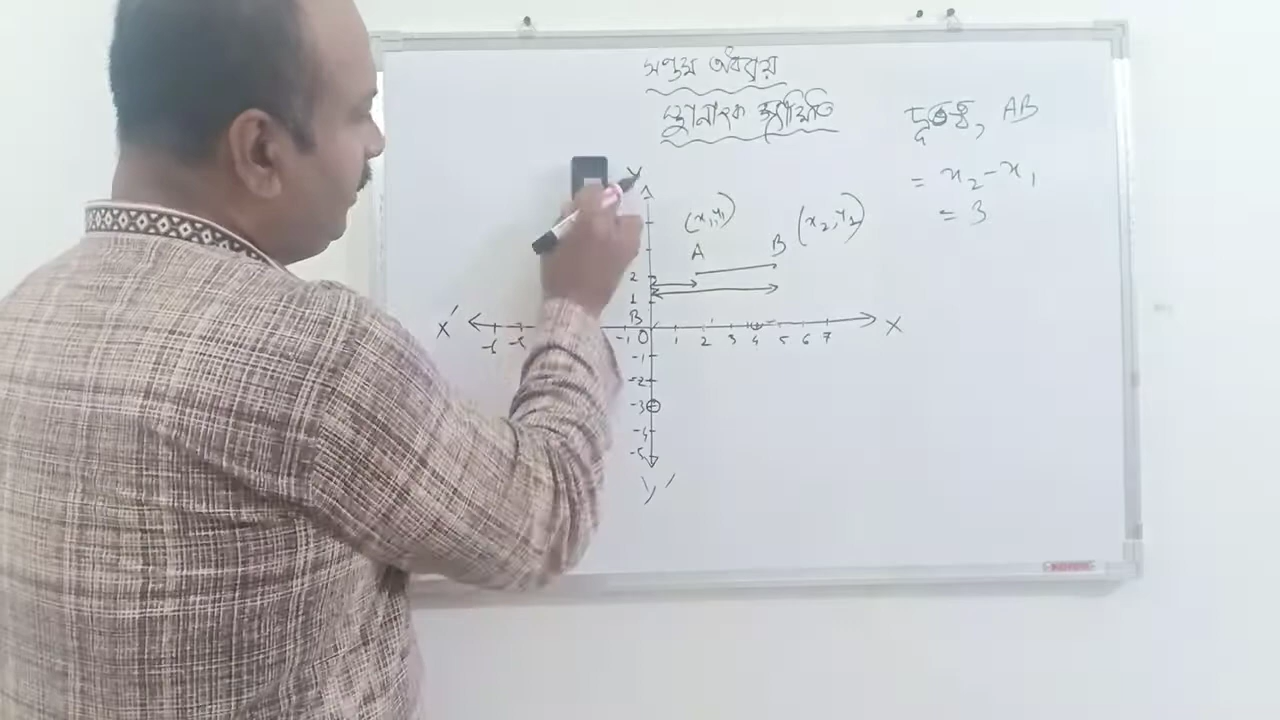 সপ্তম অধ্যায়
স্থানাংক জ্যামিতি
দূরত্ব, AB
= x₂ - x₁
= 3
Y
(x₁, y₁)
(x₂, y₂)
A
B
2
1
B
X'
X
-1 0 1 2 3 4 5 6 7
-1
-2
-3
-4
-5
Y'